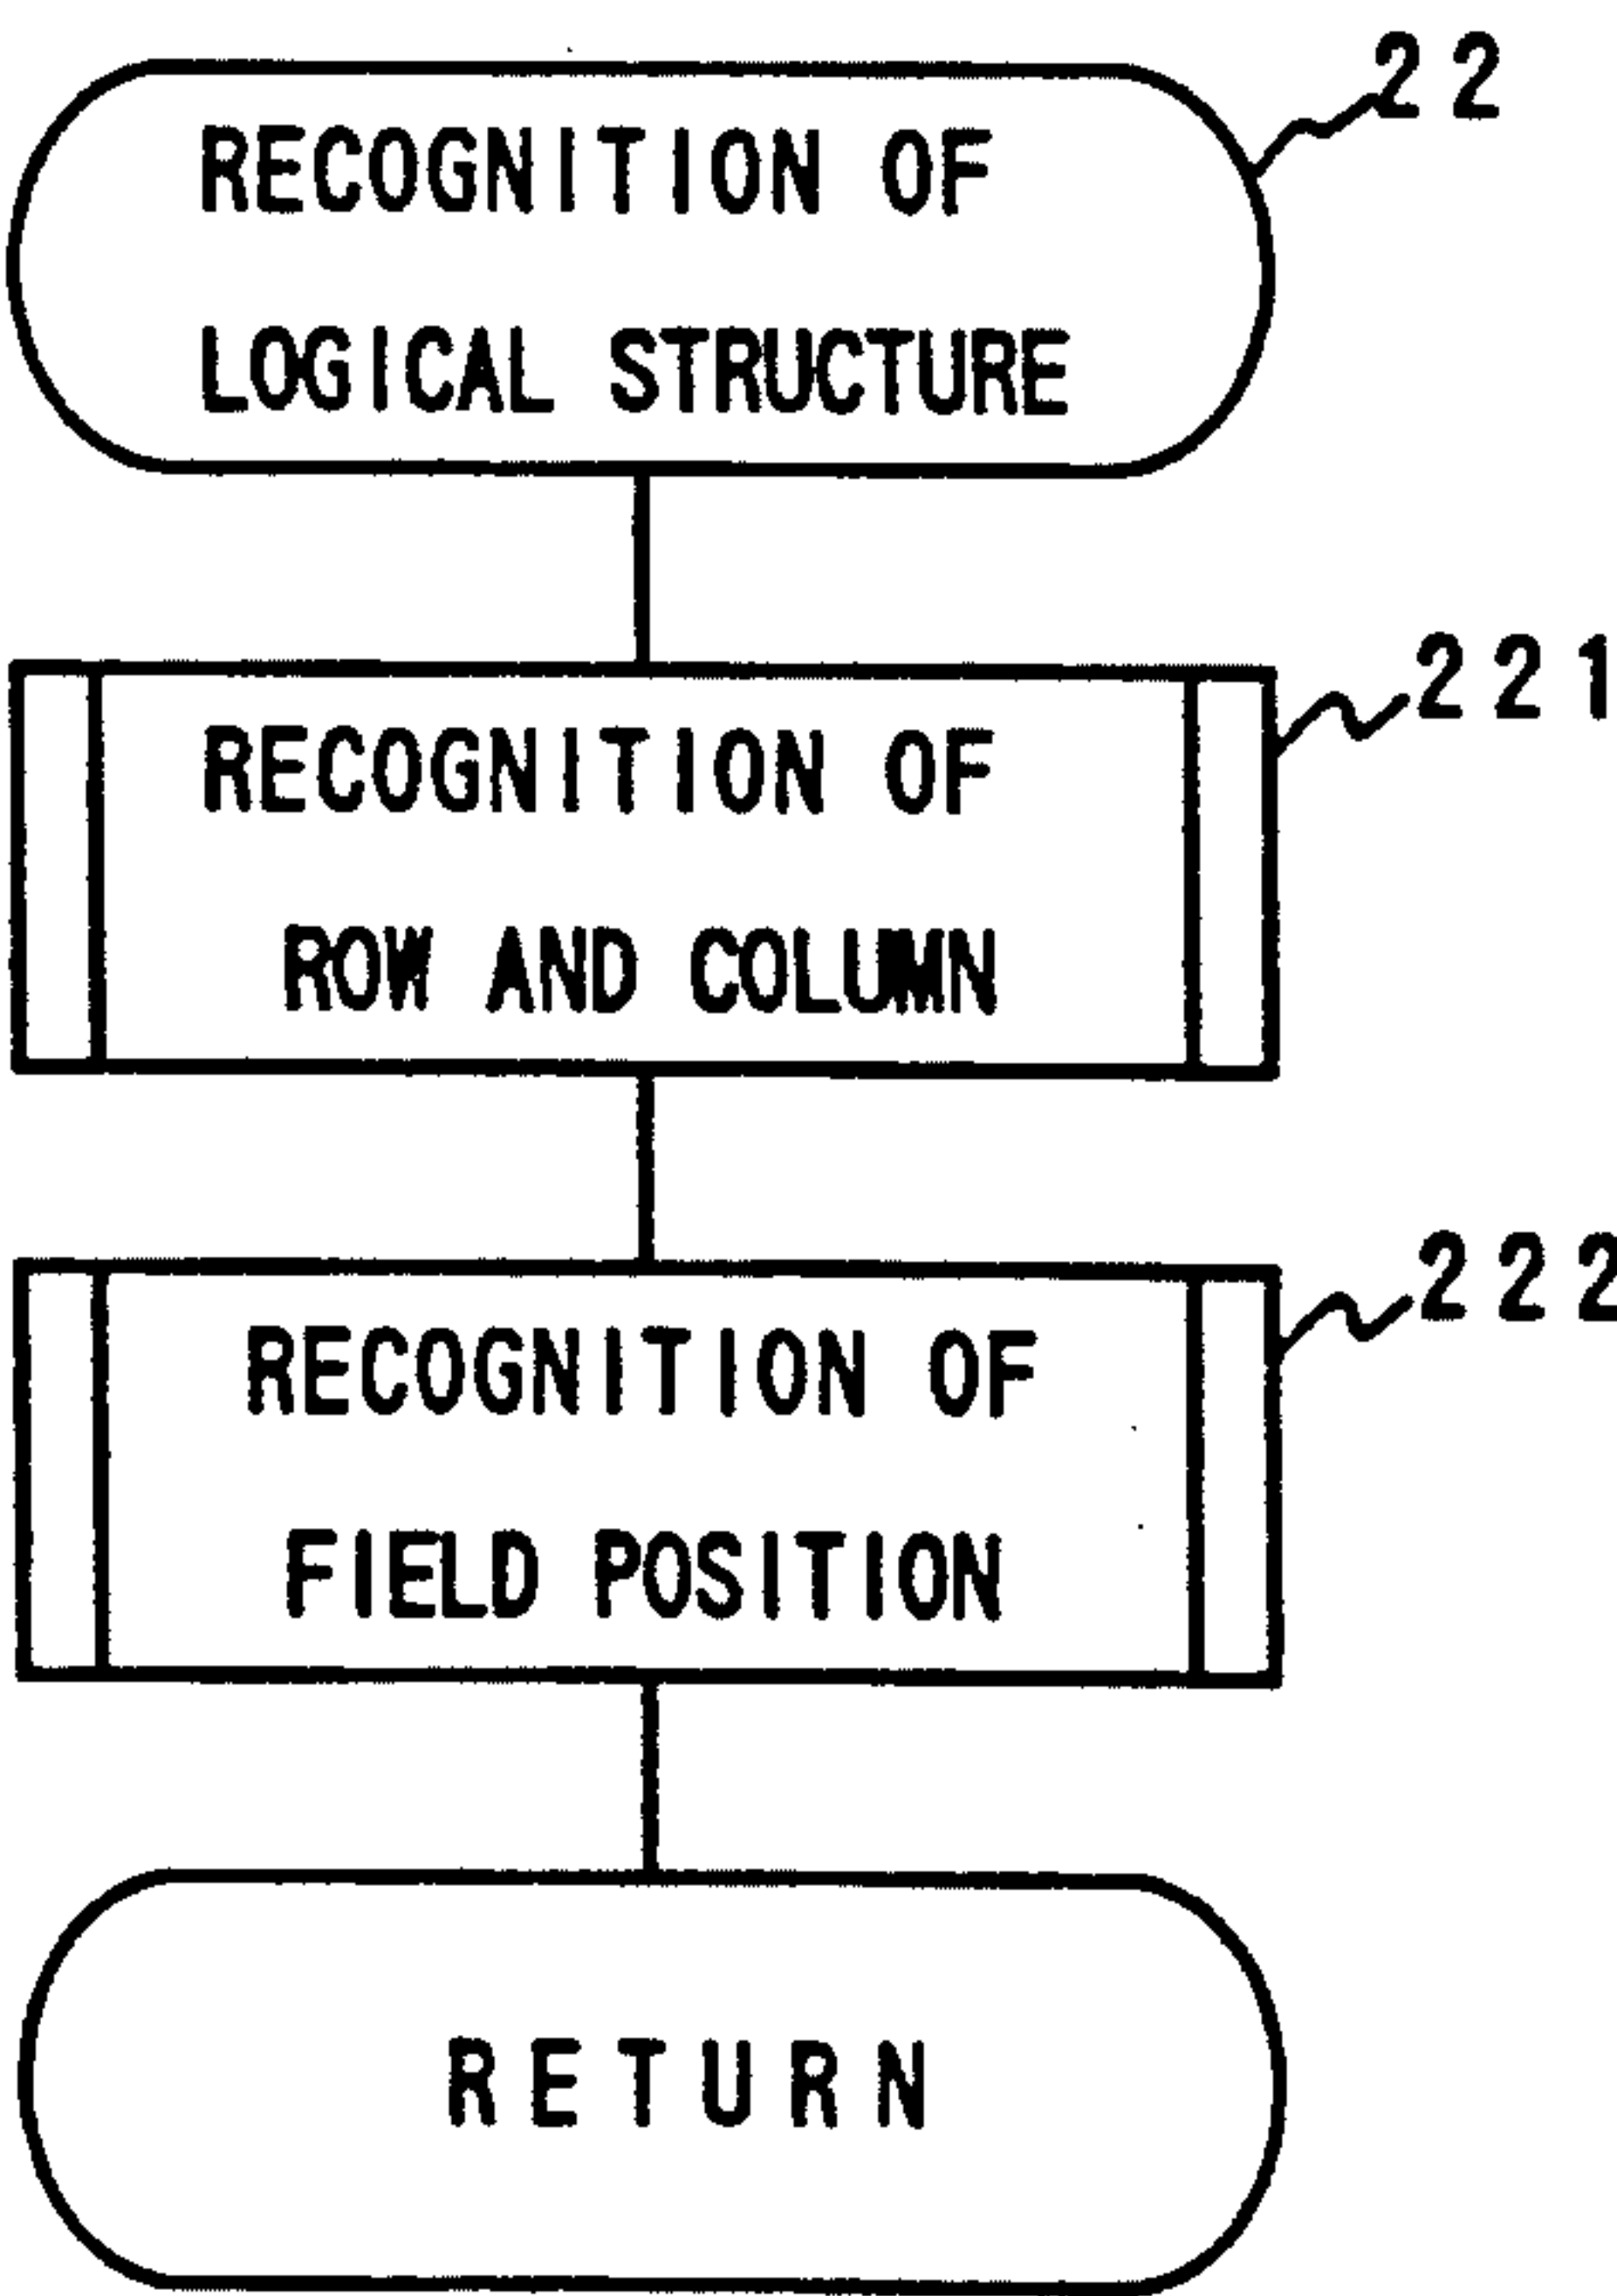 22
RECOGNITION OF
LOGICAL STRUCTURE
221
RECOGNITION OF
ROW AND COLUMN
222
RECOGNITION OF
FIELD POSITION
RETURN